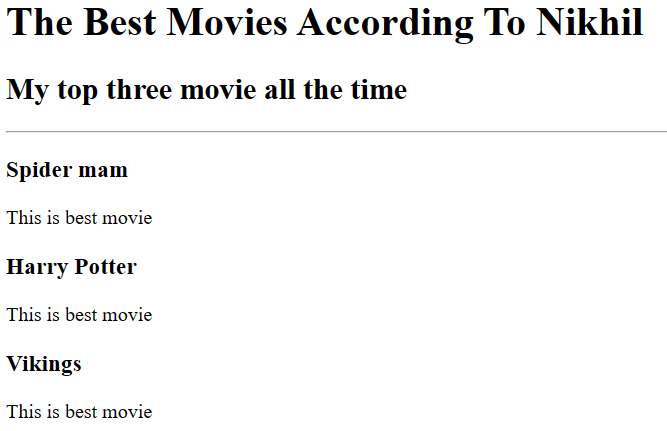 The Best Movies According To Nikhil
My top three movie all the time
Spider mam
This is best movie
Harry Potter
This is best movie
Vikings
This is best movie